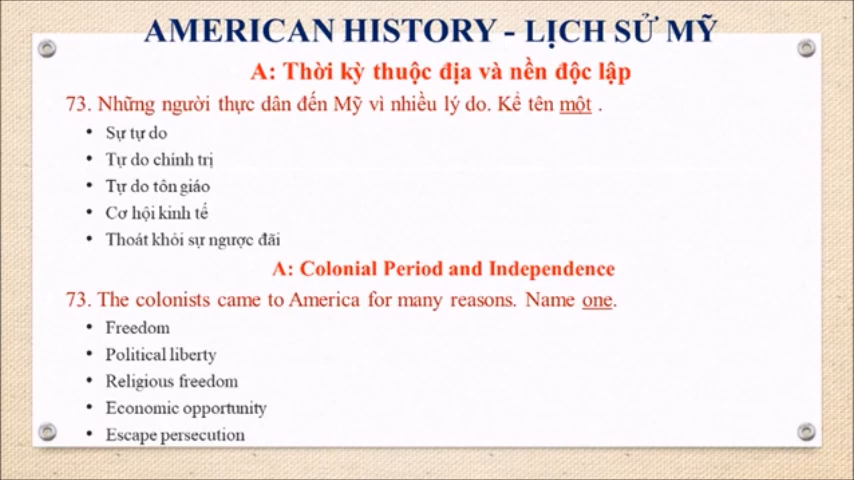 AMERICAN HISTORY - LỊCH SỬ MỸ
A: Thời kỳ thuộc địa và nền độc lập
73. Những người thực dân đến Mỹ vì nhiều lý do. Kể tên một .
• Sự tự do
• Tự do chính trị
• Tự do tôn giáo
• Cơ hội kinh tế
• Thoát khỏi sự ngược đãi
A: Colonial Period and Independence
73. The colonists came to America for many reasons. Name one.
• Freedom
• Political liberty
• Religious freedom
• Economic opportunity
• Escape persecution